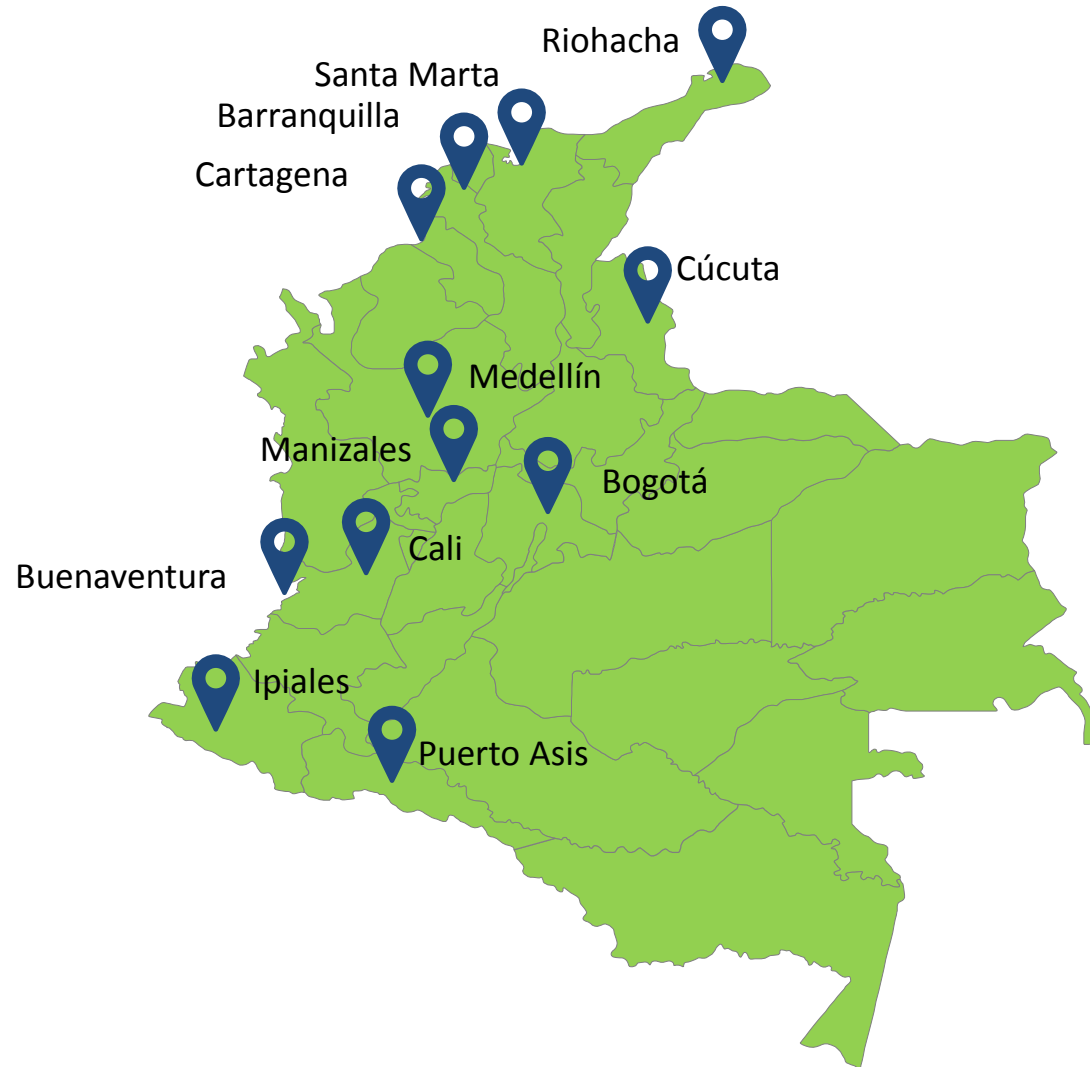 Riohacha
Santa Marta
Barranquilla
Cartagena
Cúcuta
Medellín
Manizales
Bogotá
Cali
Buenaventura
Ipiales
Puerto Asis